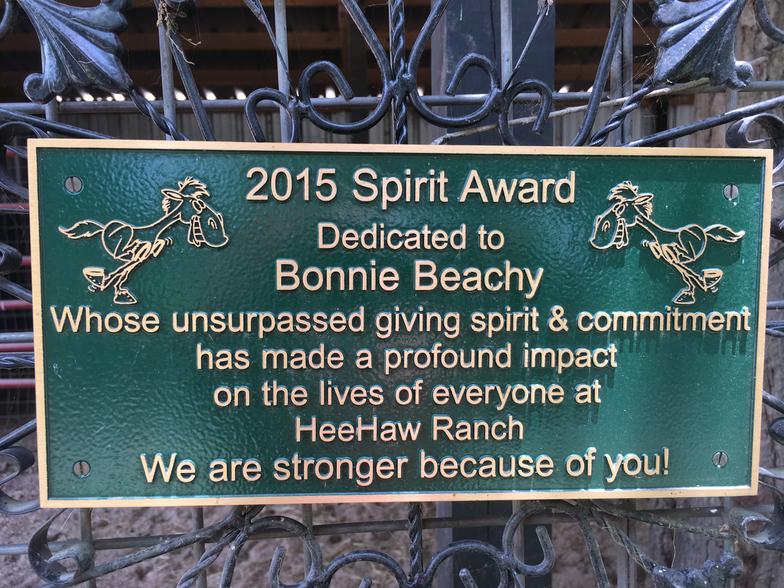 2015 Spirit Award
Dedicated to
Bonnie Beachy
Whose unsurpassed giving spirit & commitment
has made a profound impact
on the lives of everyone at
HeeHaw Ranch
We are stronger because of you!